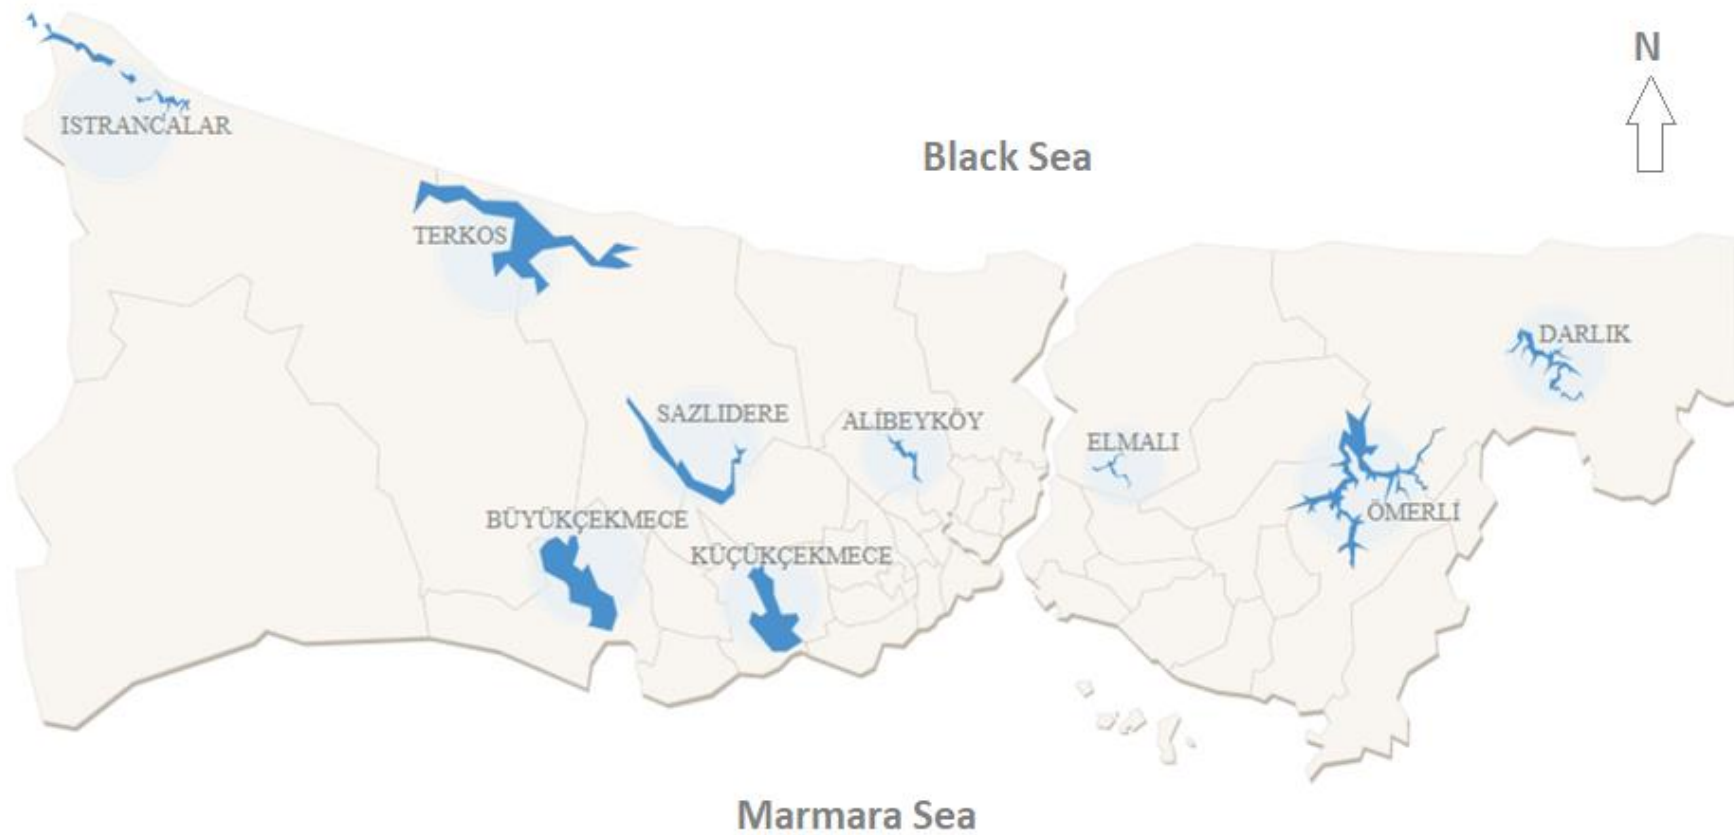 N
ISTRANCALAR
Black Sea
TERKOS
DARLIK
SAZLIDERE
ALİBEYKÖY
ELMALI
ÖMERLİ
BÜYÜKÇEKMECE
KÜÇÜKÇEKMECE
Marmara Sea